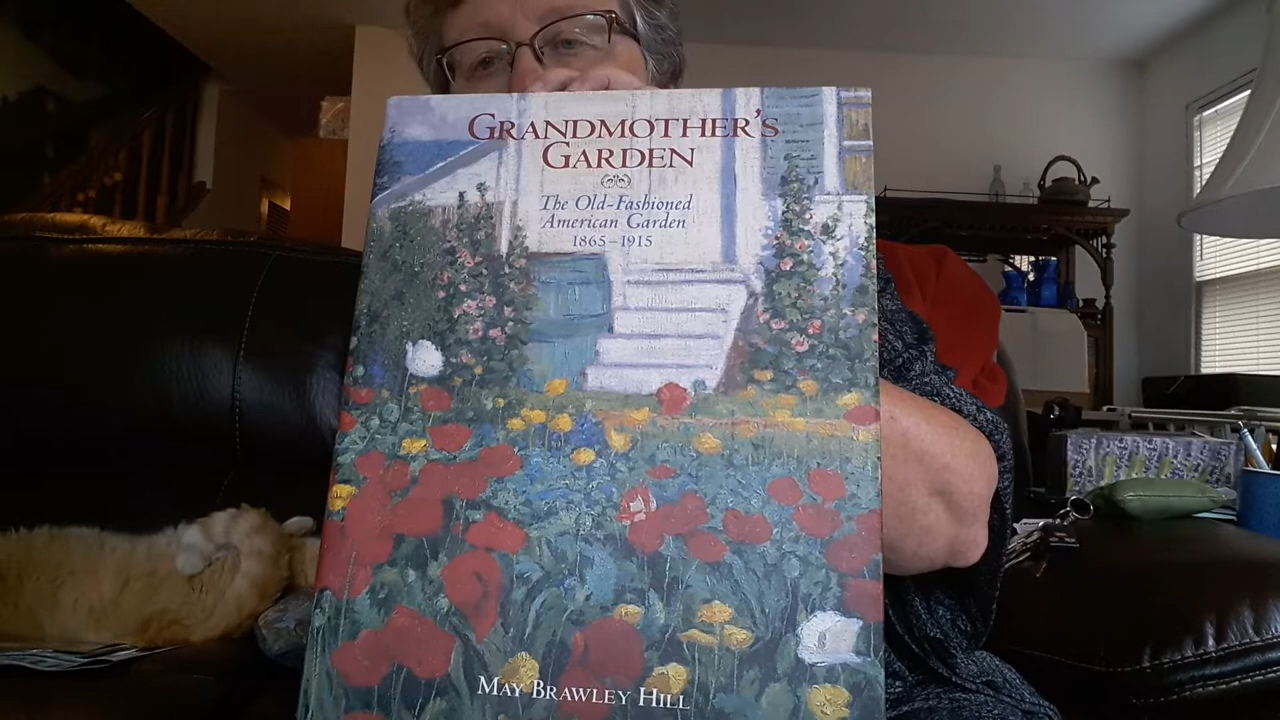 GRANDMOTHER'S
GARDEN
The Old-Fashioned
American Garden
1865–1915
MAY BRAWLEY HILL